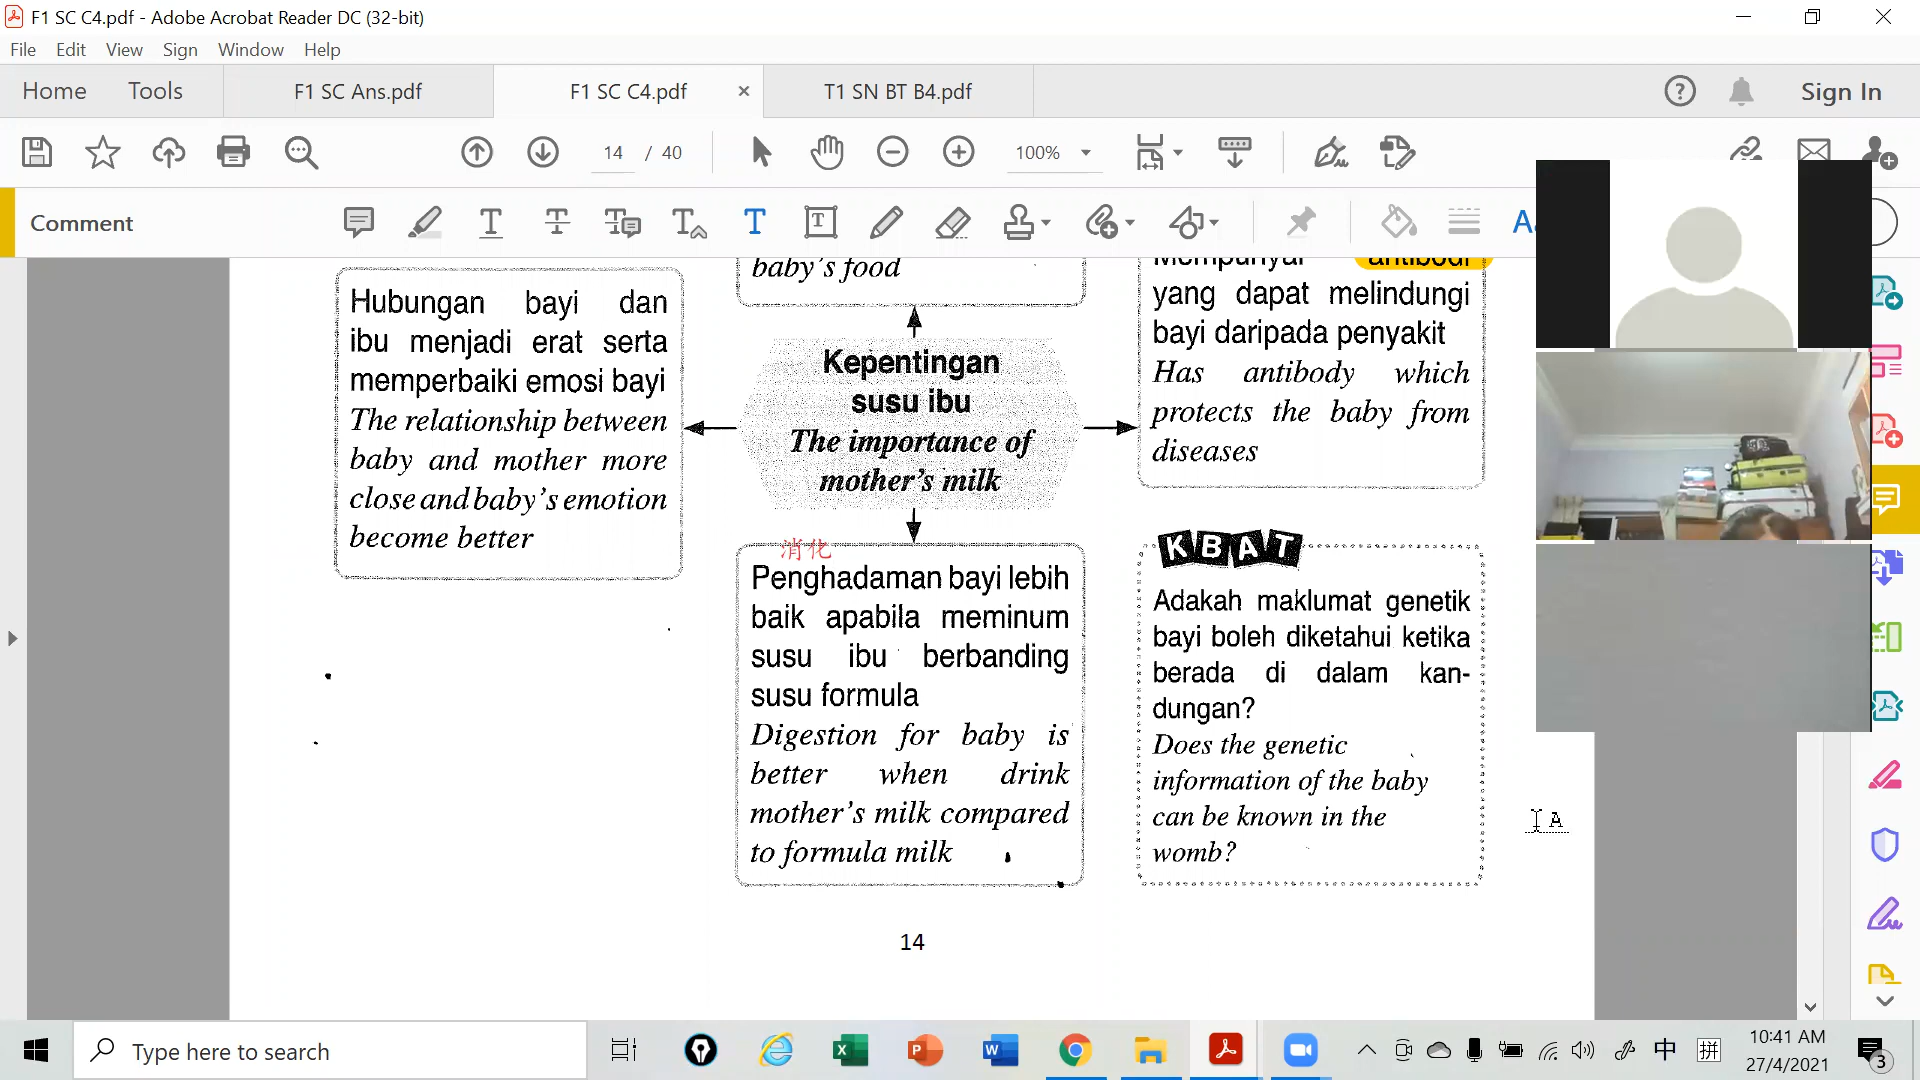 F1 SC C4.pdf - Adobe Acrobat Reader DC (32-bit)
File Edit View Sign Window Help
Home Tools F1 SC Ans.pdf F1 SC C4.pdf × T1 SN BT B4.pdf ? Sign In
14 / 40 100%
Comment
baby's food
Hubungan bayi dan
ibu menjadi erat serta
memperbaiki emosi bayi
The relationship between
baby and mother more
close and baby's emotion
become better
Kepentingan
susu ibu
The importance of
mother's milk
Mempunyai antibodi
yang dapat melindungi
bayi daripada penyakit
Has antibody which
protects the baby from
diseases
消化
Penghadaman bayi lebih
baik apabila meminum
susu ibu berbanding
susu formula
Digestion for baby is
better when drink
mother's milk compared
to formula milk
KBAT
Adakah maklumat genetik
bayi boleh diketahui ketika
berada di dalam kan-
dungan?
Does the genetic
information of the baby
can be known in the
womb?
14
Type here to search
中 拼
10:41 AM
27/4/2021
3